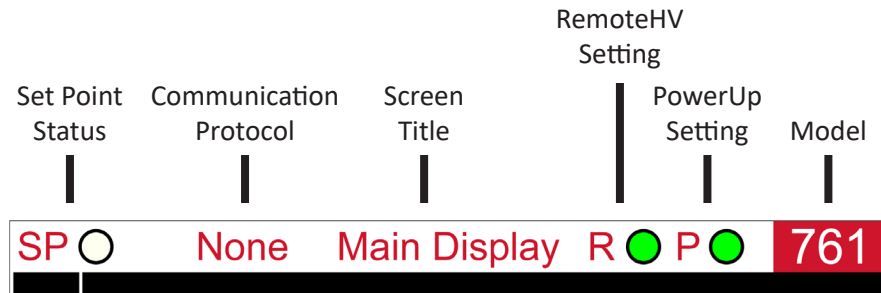 RemoteHV
Setting
Set Point
Status
Communication
Protocol
Screen
Title
PowerUp
Setting
Model
SP None Main Display R P 761